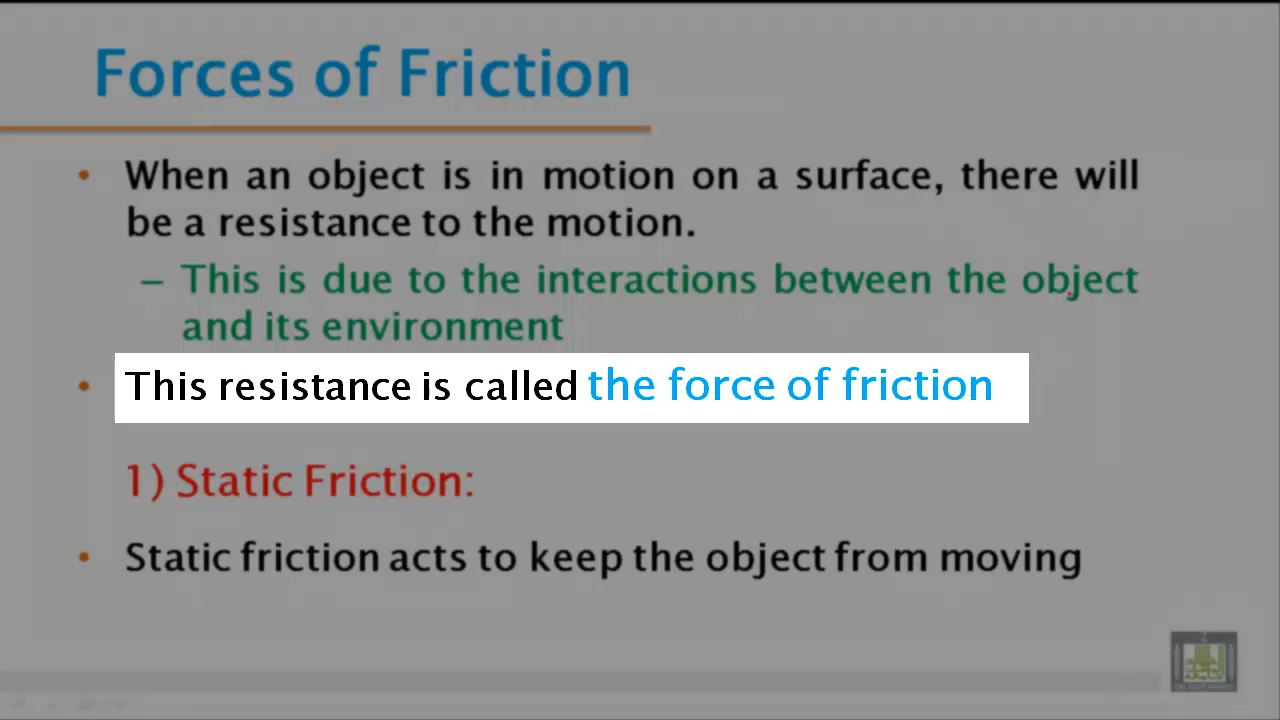 Forces of Friction
• When an object is in motion on a surface, there will
be a resistance to the motion.
– This is due to the interactions between the object
and its environment
• This resistance is called the force of friction
1) Static Friction:
• Static friction acts to keep the object from moving